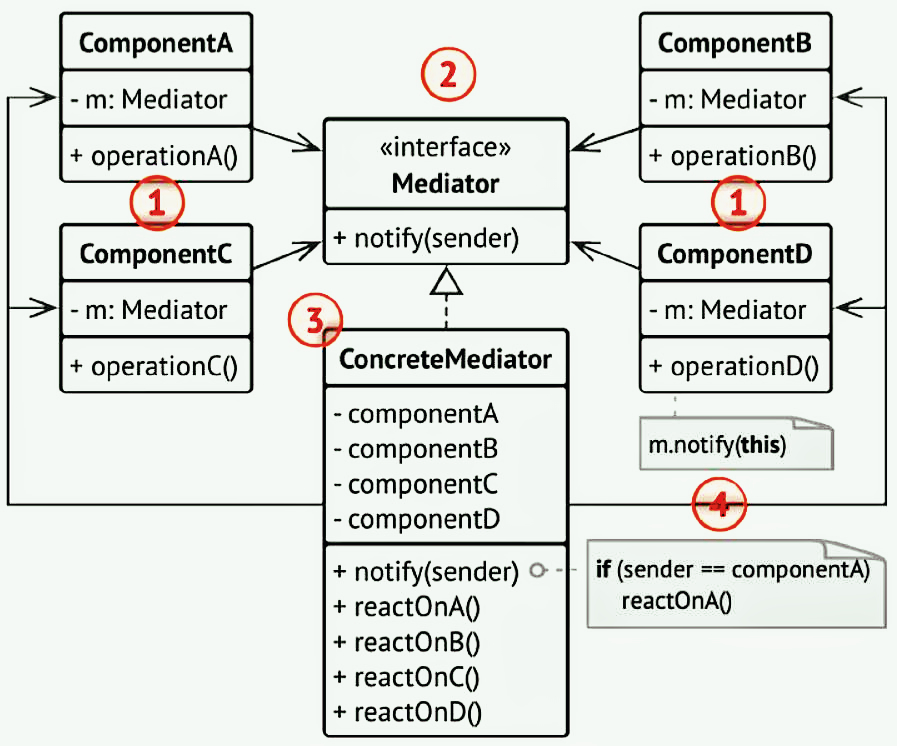 ComponentA
- m: Mediator
+ operationA()
1
ComponentC
- m: Mediator
+ operationC()
2
«interface»
Mediator
+ notify(sender)
ComponentB
- m: Mediator
+ operationB()
1
ComponentD
- m: Mediator
+ operationD()
m.notify(this)
3
ConcreteMediator
- componentA
- componentB
- componentC
- componentD
+ notify(sender)
+ reactOnA()
+ reactOnB()
+ reactOnC()
+ reactOnD()
4
if (sender == componentA)
reactOnA()